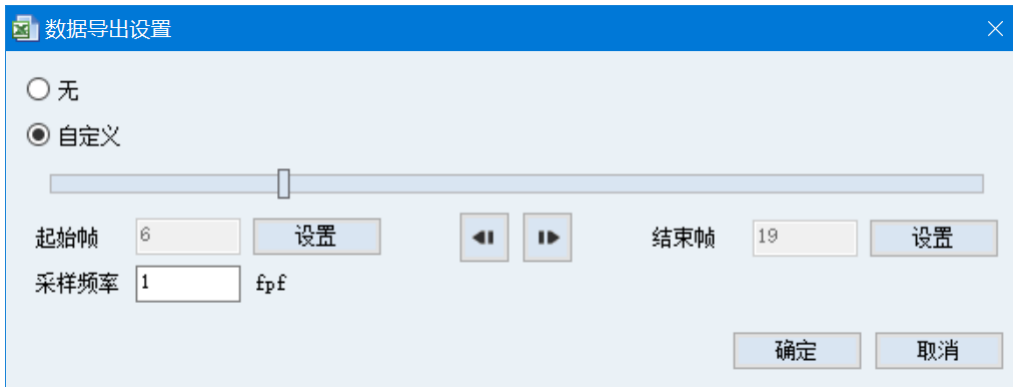 数据导出设置
无
自定义
起始帧 6 设置 结束帧 19 设置
采样频率 1 fpf
确定 取消